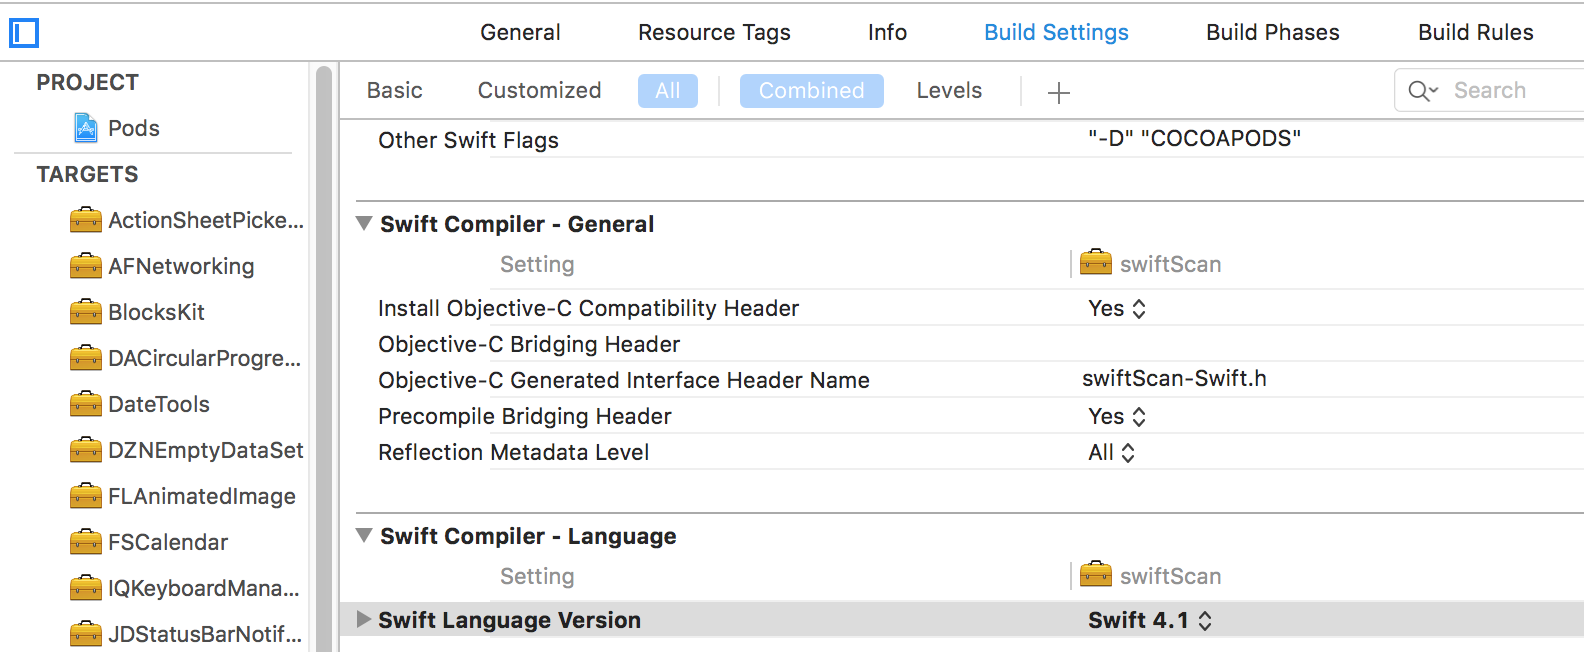 General Resource Tags Info Build Settings Build Phases Build Rules
PROJECT
Pods
TARGETS
ActionSheetPicke...
AFNetworking
BlocksKit
DACircularProgre...
DateTools
DZNEmptyDataSet
FLAnimatedImage
FSCalendar
IQKeyboardMana...
JDStatusBarNotif...
Basic Customized All Combined Levels Search
Other Swift Flags "-D" "COCOAPODS"
Swift Compiler - General
Setting swiftScan
Install Objective-C Compatibility Header Yes
Objective-C Bridging Header
Objective-C Generated Interface Header Name swiftScan-Swift.h
Precompile Bridging Header Yes
Reflection Metadata Level All
Swift Compiler - Language
Setting swiftScan
Swift Language Version Swift 4.1